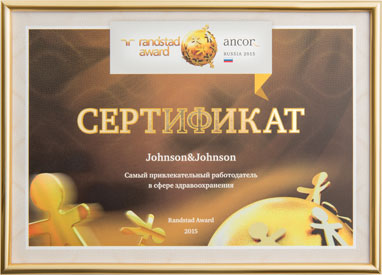 randstad award
ancor
RUSSIA 2015
СЕРТИФИКАТ
Johnson&Johnson
Самый привлекательный работодатель
в сфере здравоохранения
Randstad Award
2015